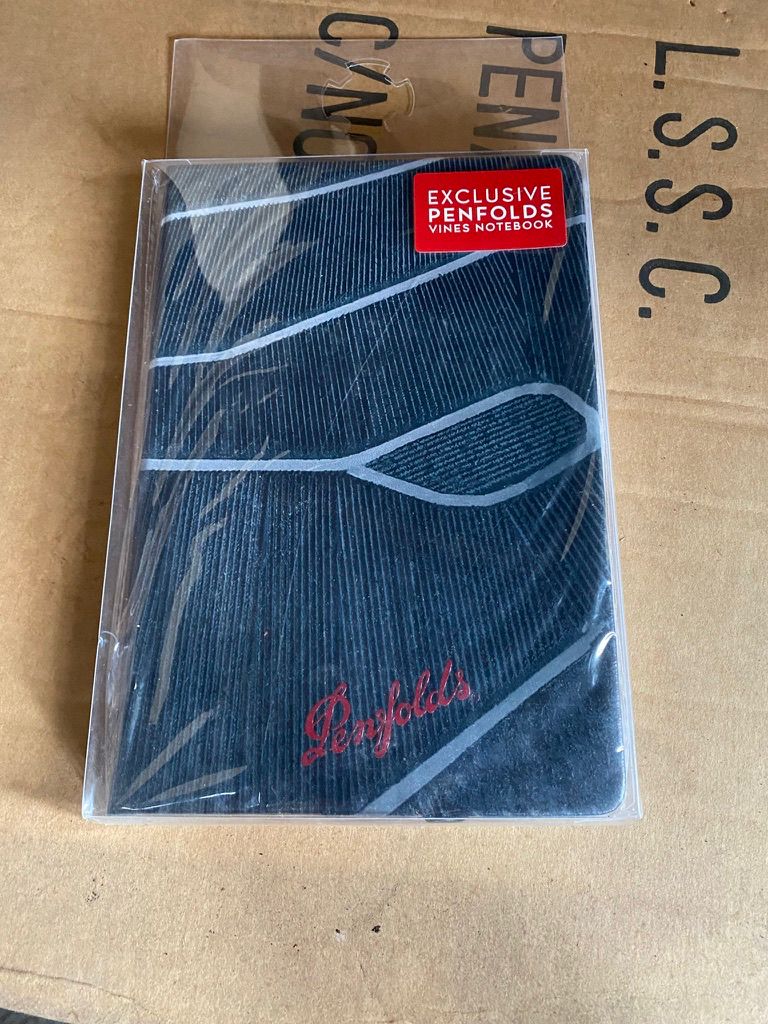 L.S.S.C.
EXCLUSIVE
PENFOLDS
VINES NOTEBOOK
Penfolds